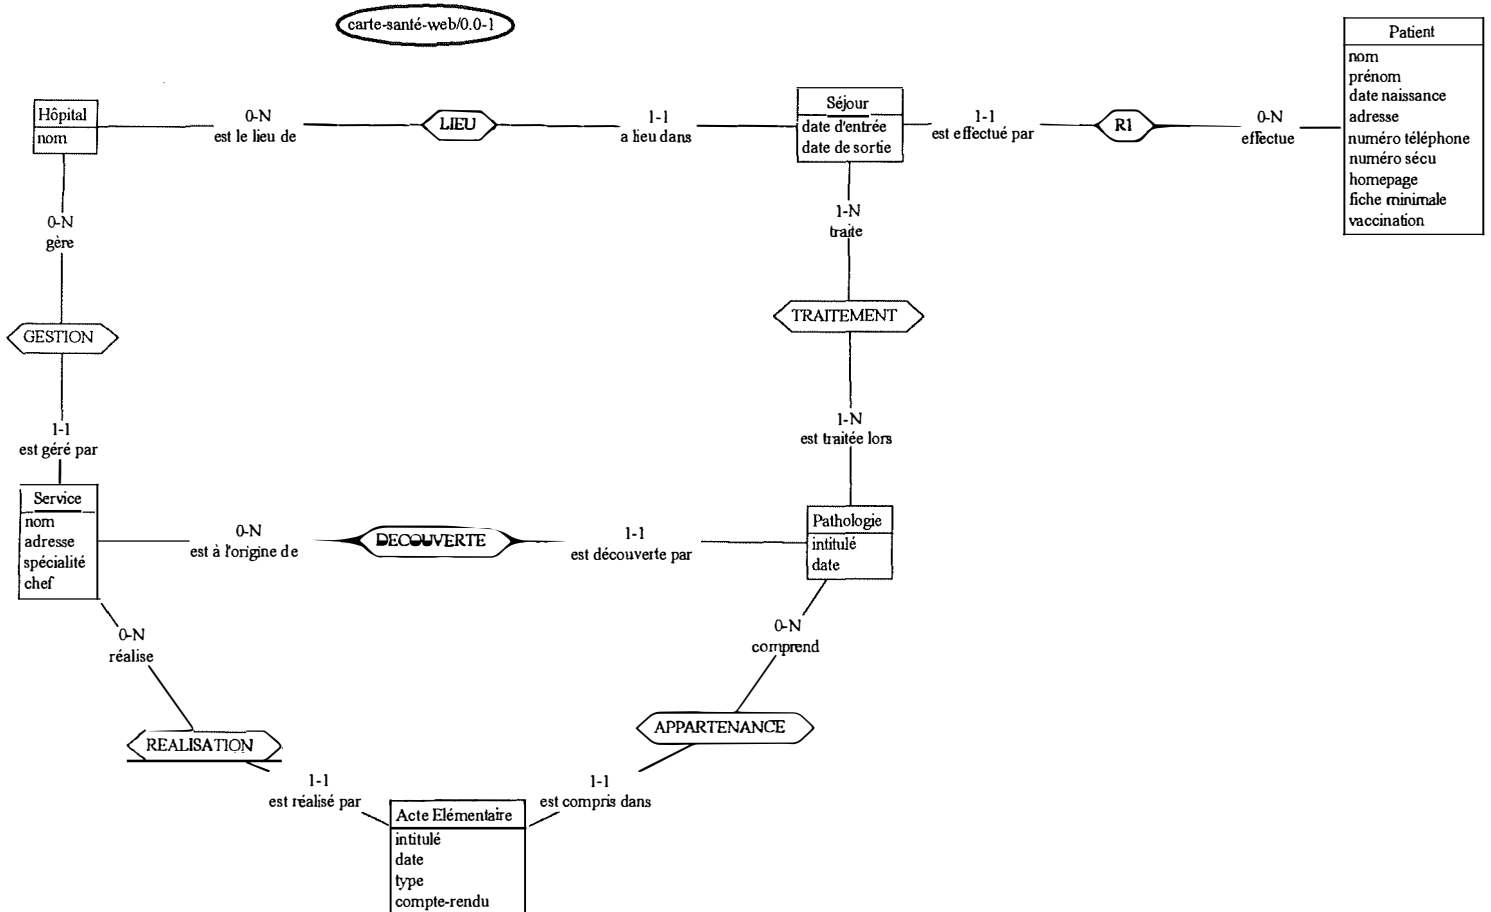 carte-santé-web/0.0-1
Patient
nom
prénom
date naissance
adresse
numéro téléphone
numéro sécu
homepage
fiche minimale
vaccination
Hôpital
nom
0-N
est le lieu de
LIEU
1-1
a lieu dans
Séjour
date d'entrée
date de sortie
1-1
est effectué par
R1
0-N
effectue
0-N
gère
1-N
traite
GESTION
TRAITEMENT
1-1
est géré par
1-N
est traitée lors
Service
nom
adresse
spécialité
chef
0-N
est à l'origine de
DECOUVERTE
1-1
est découverte par
Pathologie
intitulé
date
0-N
réalise
0-N
comprend
REALISATION
APPARTENANCE
1-1
est réalisé par
1-1
est compris dans
Acte Elémentaire
intitulé
date
type
compte-rendu